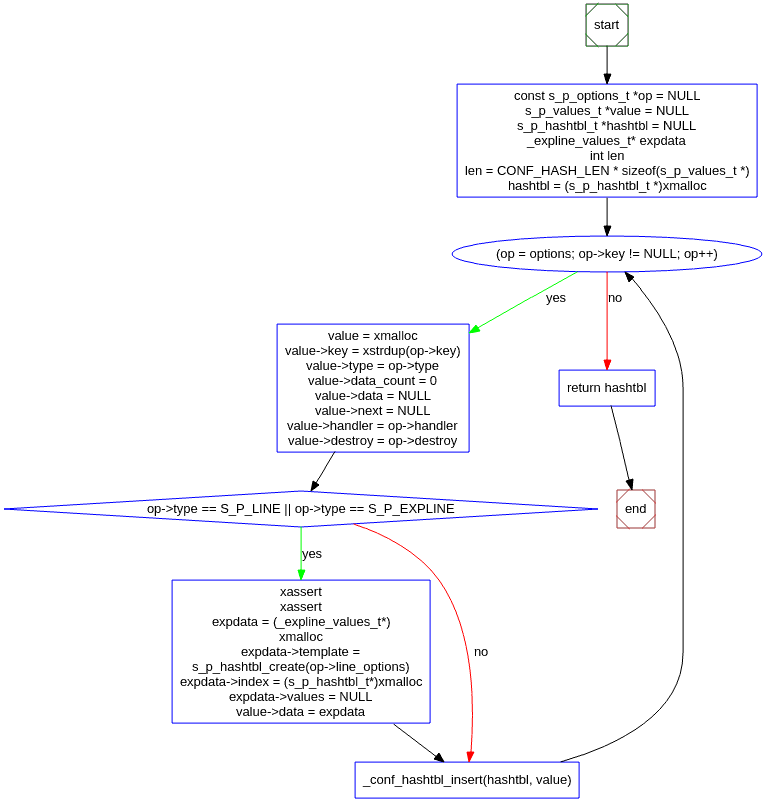 start
const s_p_options_t *op = NULL
s_p_values_t *value = NULL
s_p_hashtbl_t *hashtbl = NULL
_expline_values_t* expdata
int len
len = CONF_HASH_LEN * sizeof(s_p_values_t *)
hashtbl = (s_p_hashtbl_t *)xmalloc
(op = options; op->key != NULL; op++)
yes
no
value = xmalloc
value->key = xstrdup(op->key)
value->type = op->type
value->data_count = 0
value->data = NULL
value->next = NULL
value->handler = op->handler
value->destroy = op->destroy
return hashtbl
op->type == S_P_LINE || op->type == S_P_EXPLINE
end
yes
xassert
xassert
expdata = (_expline_values_t*)
xmalloc
expdata->template =
s_p_hashtbl_create(op->line_options)
expdata->index = (s_p_hashtbl_t*)xmalloc
expdata->values = NULL
value->data = expdata
no
_conf_hashtbl_insert(hashtbl, value)